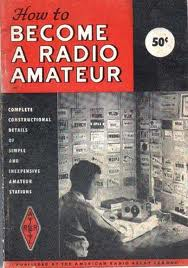 How to
BECOME
A RADIO
AMATEUR
50¢
COMPLETE
CONSTRUCTIONAL
DETAILS
OF
SIMPLE
AND
INEXPENSIVE
AMATEUR
STATIONS
PUBLISHED BY THE AMERICAN RADIO RELAY LEAGUE